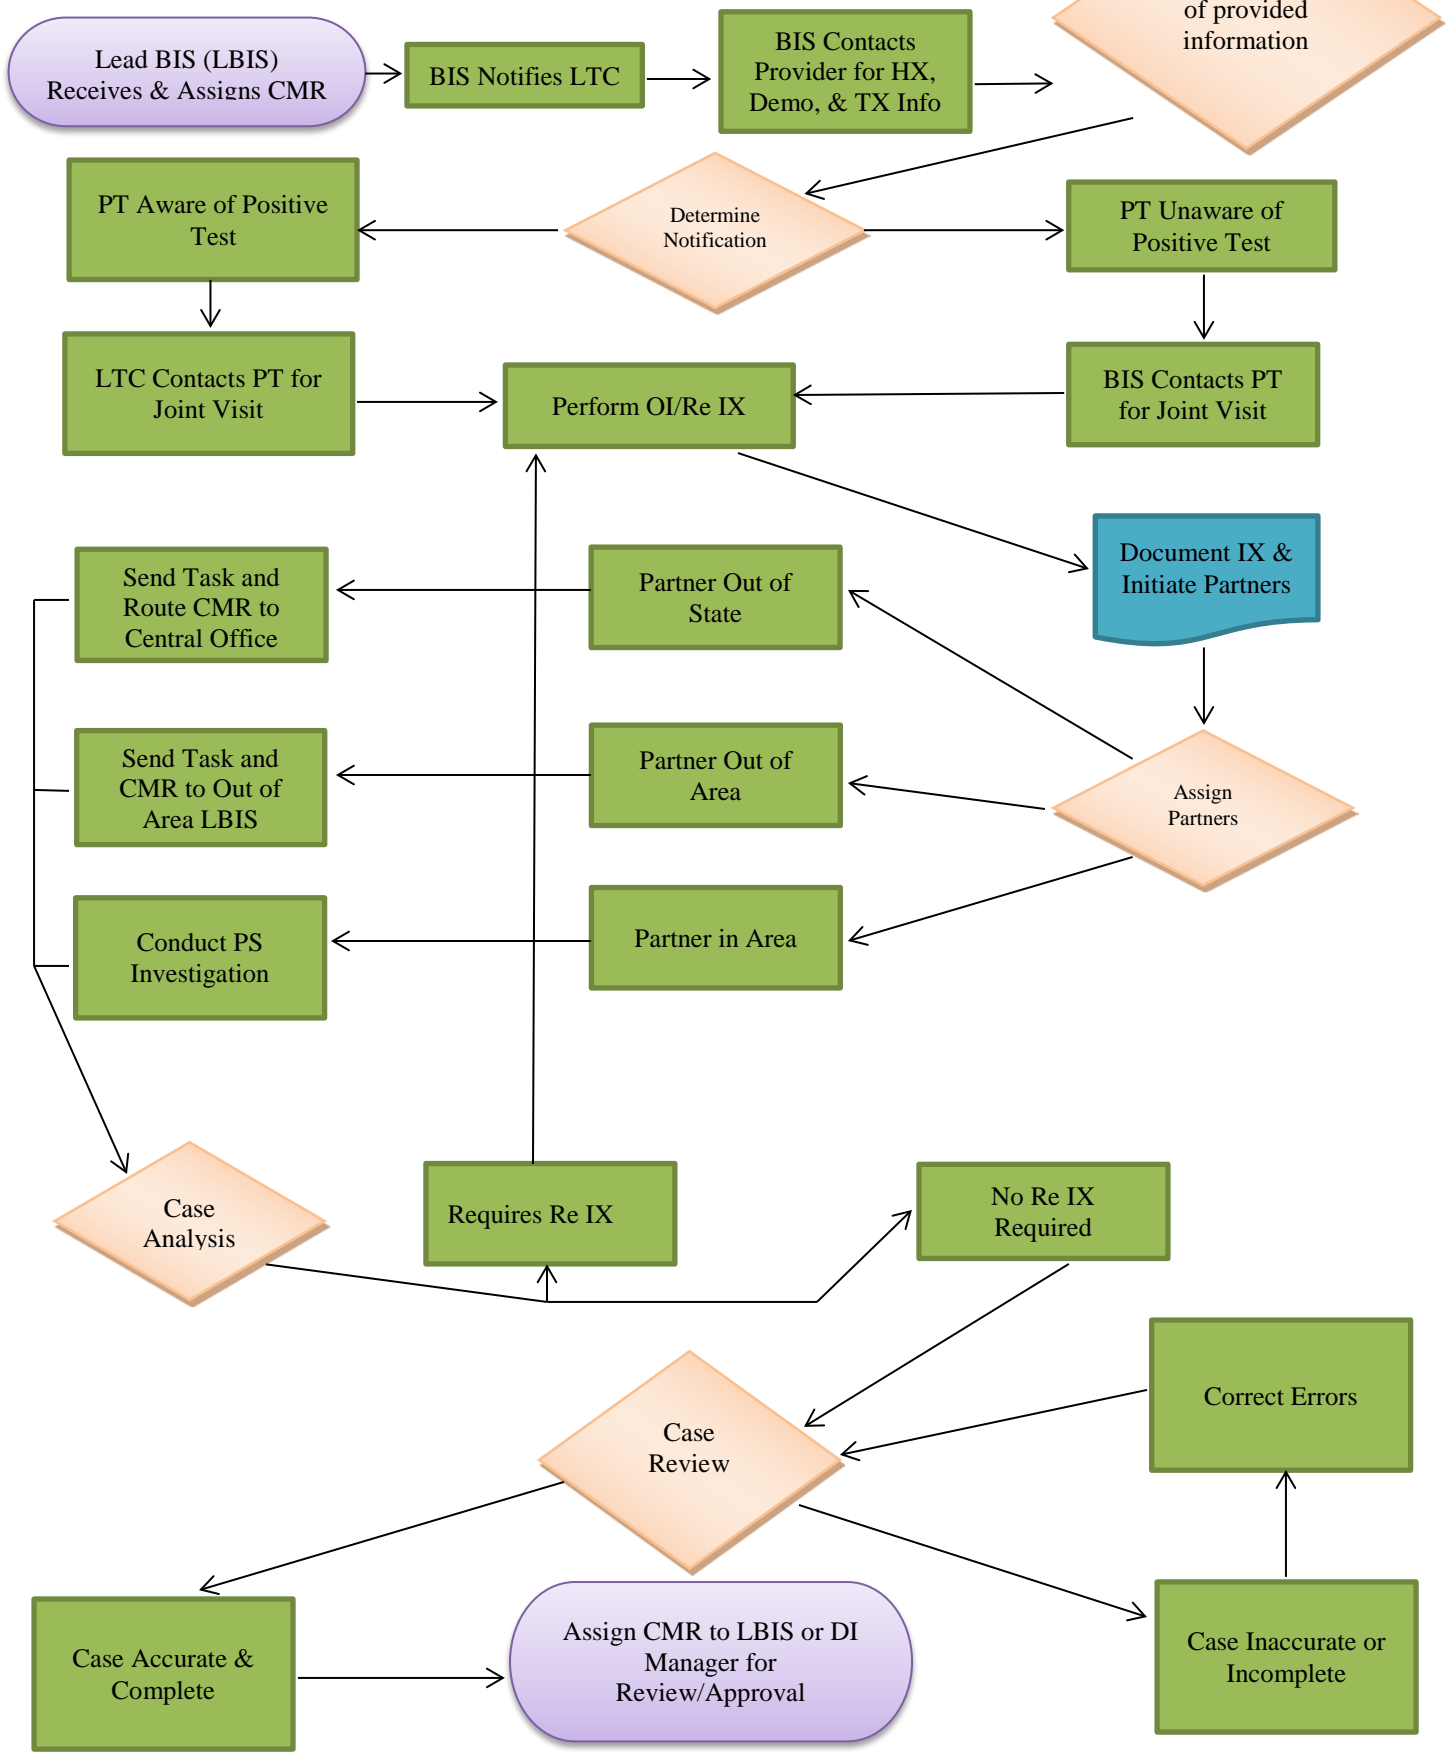 of provided
information
Lead BIS (LBIS)
Receives & Assigns CMR
BIS Notifies LTC
BIS Contacts
Provider for HX,
Demo, & TX Info
PT Aware of Positive
Test
Determine
Notification
PT Unaware of
Positive Test
LTC Contacts PT for
Joint Visit
Perform OI/Re IX
BIS Contacts PT
for Joint Visit
Send Task and
Route CMR to
Central Office
Partner Out of
State
Document IX &
Initiate Partners
Send Task and
CMR to Out of
Area LBIS
Partner Out of
Area
Assign
Partners
Conduct PS
Investigation
Partner in Area
Case
Analysis
Requires Re IX
No Re IX
Required
Case
Review
Correct Errors
Case Accurate &
Complete
Assign CMR to LBIS or DI
Manager for
Review/Approval
Case Inaccurate or
Incomplete